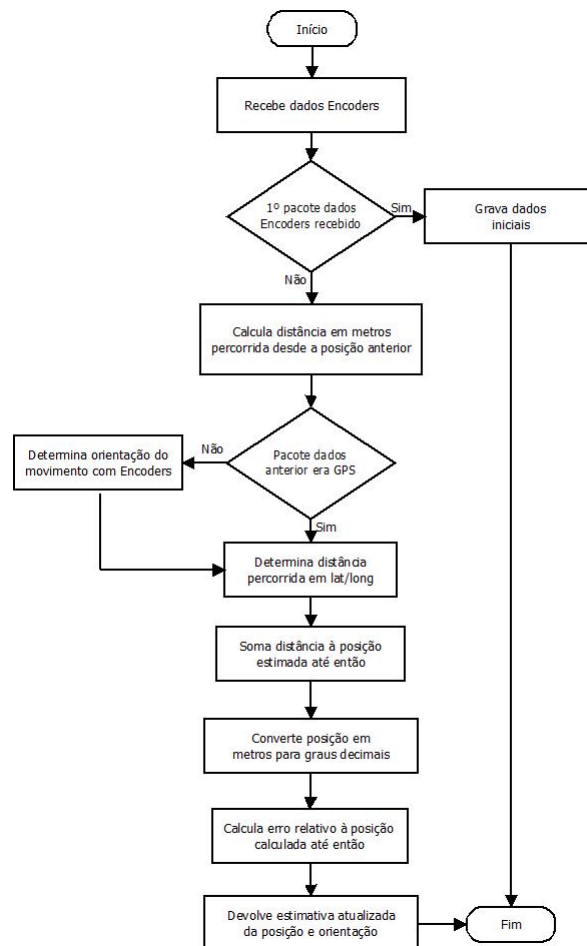 Início
Recebe dados Encoders
1º pacote dados
Encoders recebido
Sim
Grava dados
iniciais
Não
Calcula distância em metros
percorrida desde a posição anterior
Pacote dados
anterior era GPS
Não
Determina orientação do
movimento com Encoders
Sim
Determina distância
percorrida em lat/long
Soma distância à posição
estimada até então
Converte posição em
metros para graus decimais
Calcula erro relativo à posição
calculada até então
Devolve estimativa atualizada
da posição e orientação
Fim